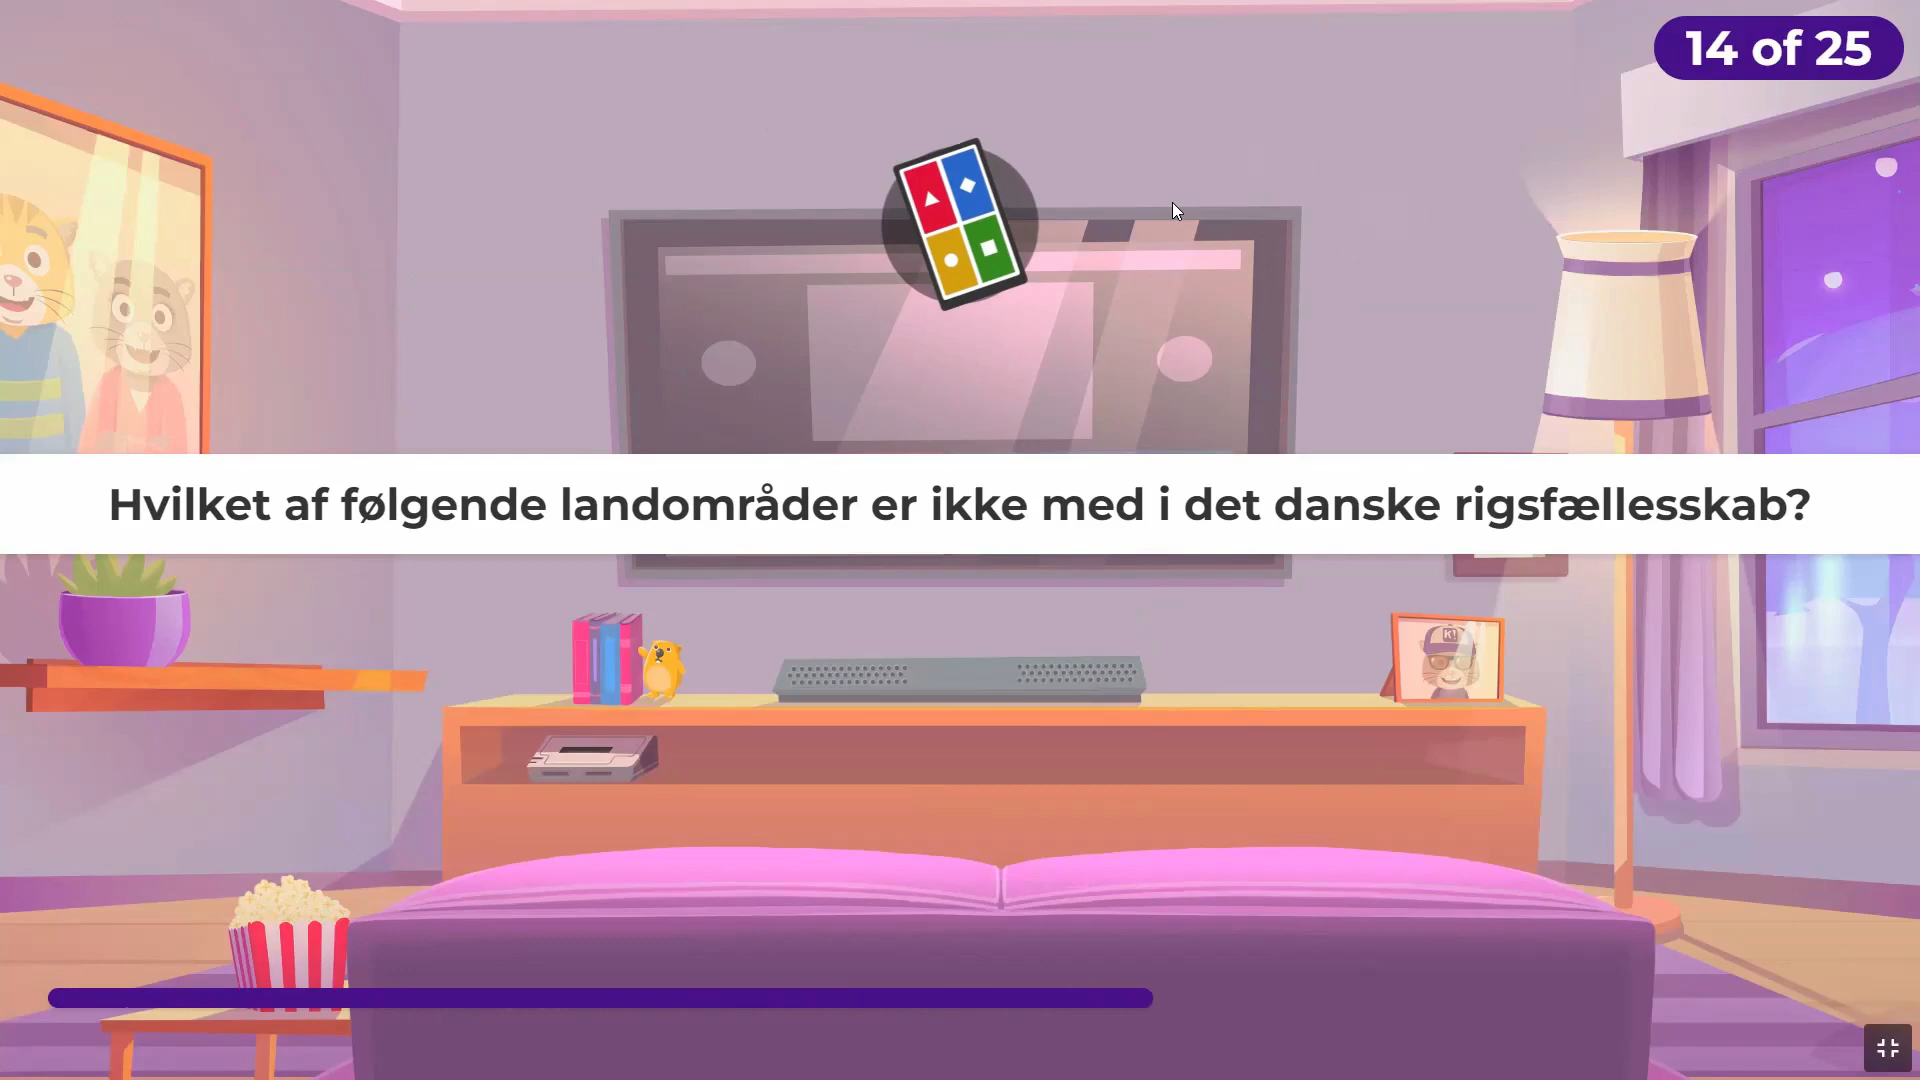 14 of 25
Hvilket af følgende landområder er ikke med i det danske rigsfællesskab?
K!